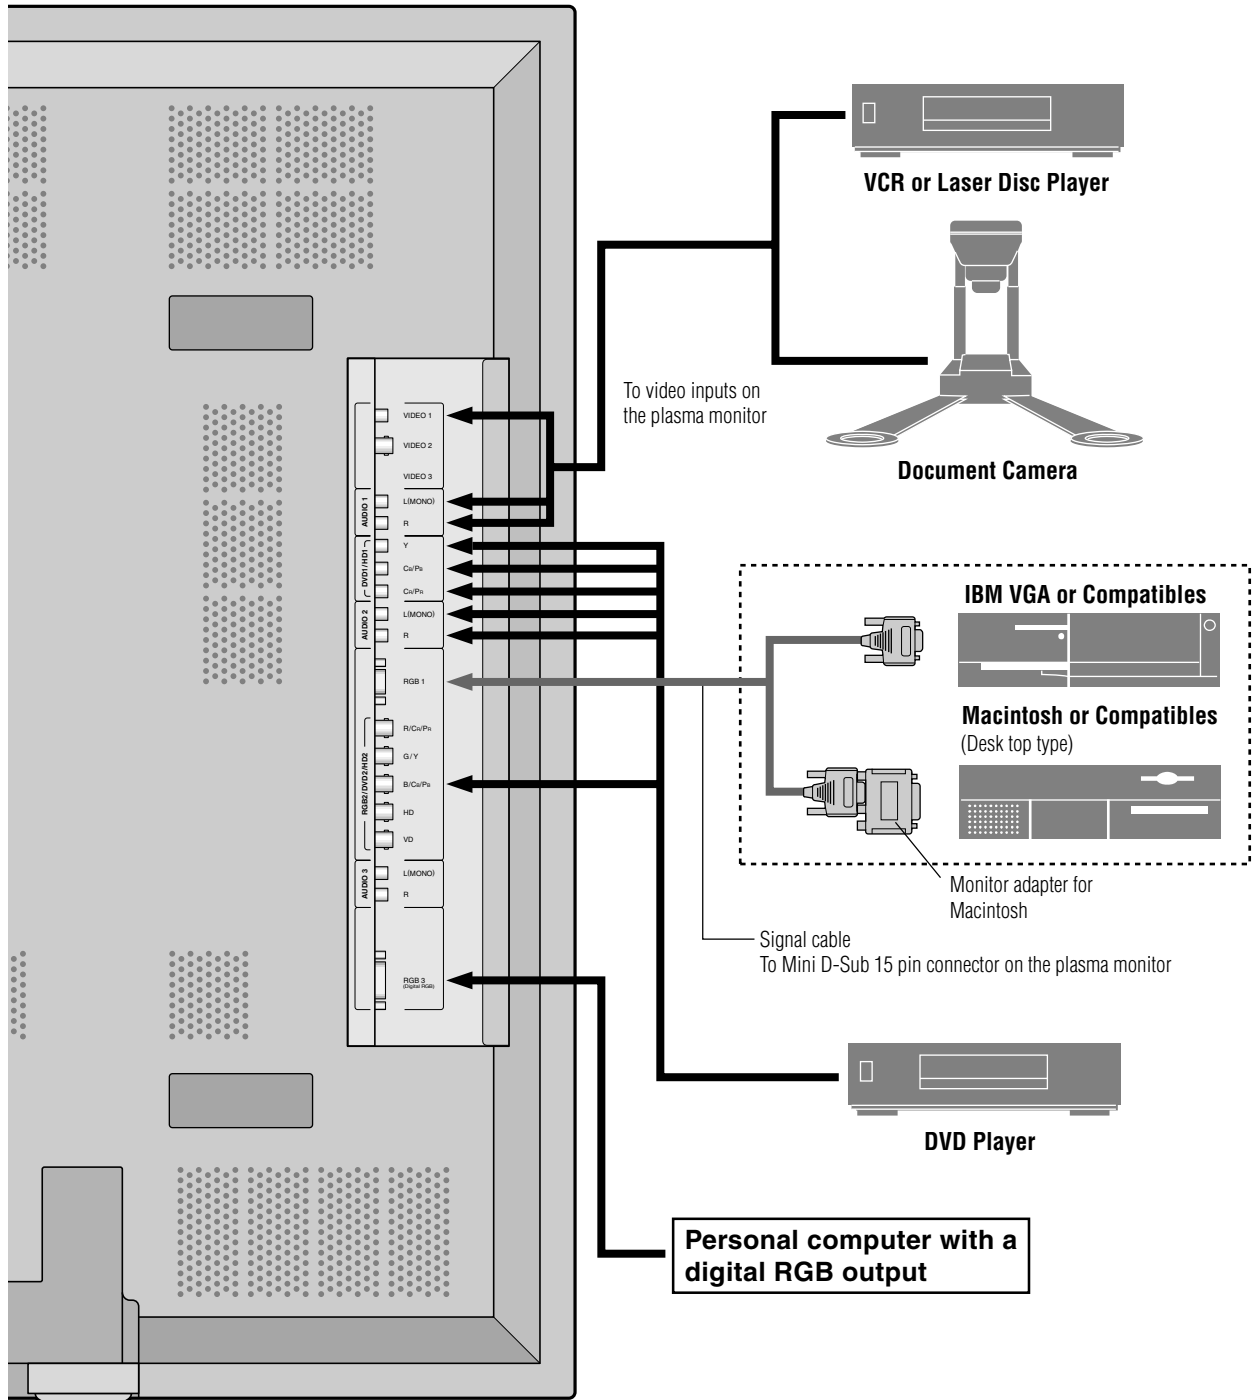 VCR or Laser Disc Player
To video inputs on
the plasma monitor
Document Camera
VIDEO 1
VIDEO 2
VIDEO 3
AUDIO 1
L(MONO)
R
DVD1/HD1
Y
CB/PB
CR/PR
AUDIO 2
L(MONO)
R
RGB 1
RGB2/DVD2/HD2
R/CR/PR
G/Y
B/CB/PB
HD
VD
AUDIO 3
L(MONO)
R
RGB 3
(Digital RGB)
IBM VGA or Compatibles
Macintosh or Compatibles
(Desk top type)
Monitor adapter for
Macintosh
Signal cable
To Mini D-Sub 15 pin connector on the plasma monitor
DVD Player
Personal computer with a
digital RGB output